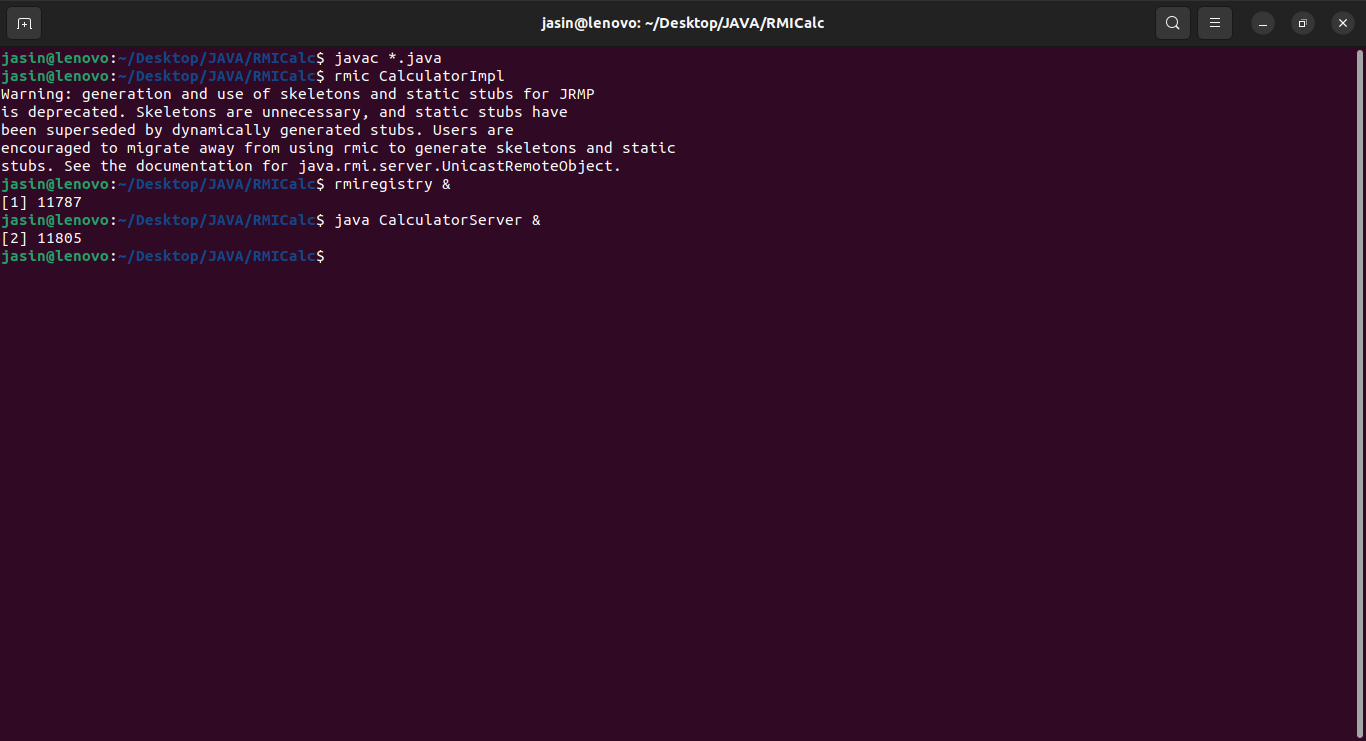 jasin@lenovo: ~/Desktop/JAVA/RMICalc
jasin@lenovo:~/Desktop/JAVA/RMICalc$ javac *.java
jasin@lenovo:~/Desktop/JAVA/RMICalc$ rmic CalculatorImpl
Warning: generation and use of skeletons and static stubs for JRMP
is deprecated. Skeletons are unnecessary, and static stubs have
been superseded by dynamically generated stubs. Users are
encouraged to migrate away from using rmic to generate skeletons and static
stubs. See the documentation for java.rmi.server.UnicastRemoteObject.
jasin@lenovo:~/Desktop/JAVA/RMICalc$ rmiregistry &
[1] 11787
jasin@lenovo:~/Desktop/JAVA/RMICalc$ java CalculatorServer &
[2] 11805
jasin@lenovo:~/Desktop/JAVA/RMICalc$